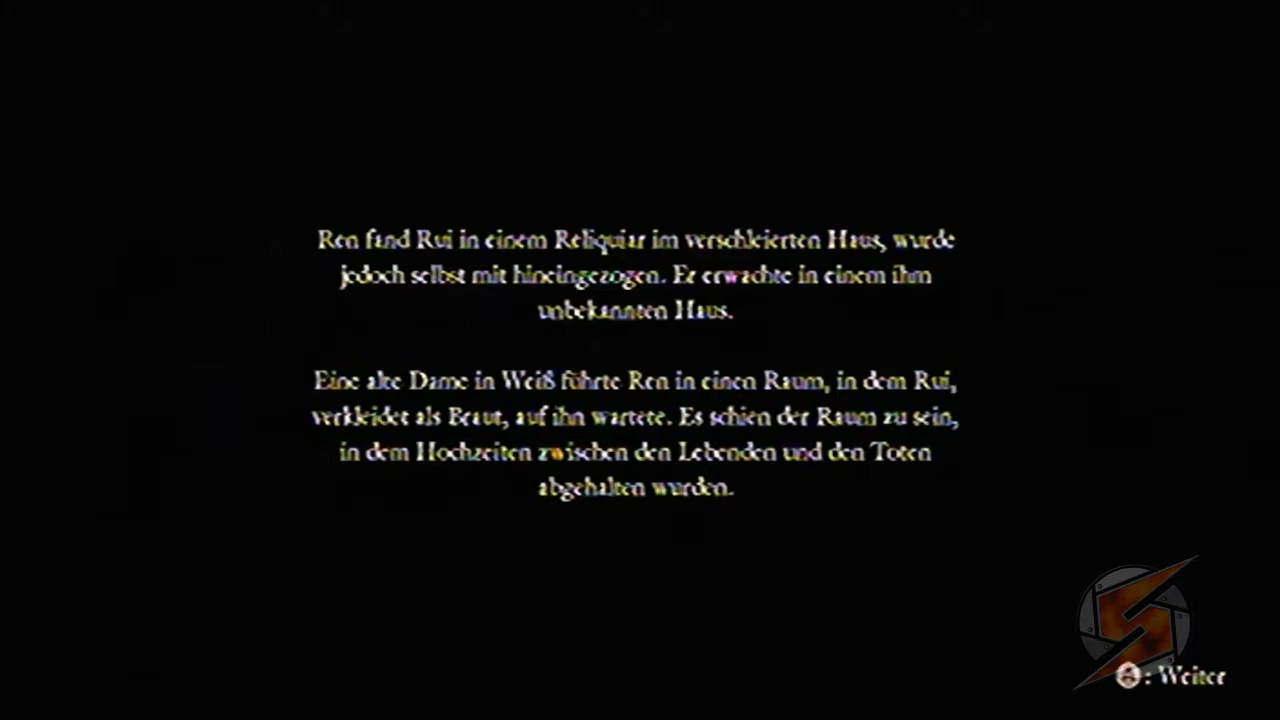 Ren fand Rui in einem Reliquiar im verschleierten Haus, wurde
jedoch selbst mit hineingezogen. Er erwachte in einem ihm
unbekannten Haus.
Eine alte Dame in Weiß führte Ren in einen Raum, in dem Rui,
verkleidet als Braut, auf ihn wartete. Es schien der Raum zu sein,
in dem Hochzeiten zwischen den Lebenden und den Toten
abgehalten wurden.
: Weiter